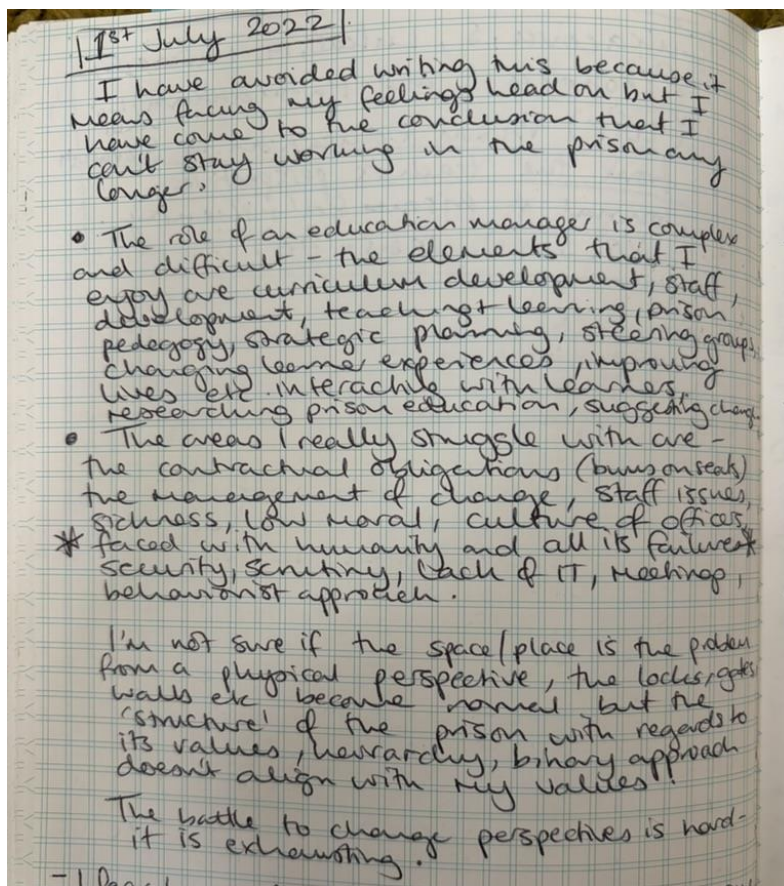 1st July 2022
I have avoided writing this because it
means facing my feelings head on but I
have come to the conclusion that I
can't stay working in the prison any
longer.
• The role of an education manager is complex
and difficult - the elements that I
enjoy are curriculum development, staff
development, teaching + learning, prison
pedegogy, strategic planning, steering groups,
changing learner experiences, improving
lives etc. interacting with learners,
researching prison education, suggesting change
• The areas I really struggle with are -
the contractual obligations (bums on seats)
the management of change, staff issues,
sickness, low moral, culture of offices,
* faced with humanity and all its failures *
security, scrutiny, lack of IT, meetings,
behaviourist approach.
I'm not sure if the space/place is the problem
from a physical perspective, the locks, gates
walls etc become normal but the
'structure' of the prison with regards to
its values, heirarchy, binary approach
doesn't align with my values!
The battle to change perspectives is hard -
it is exhausting.